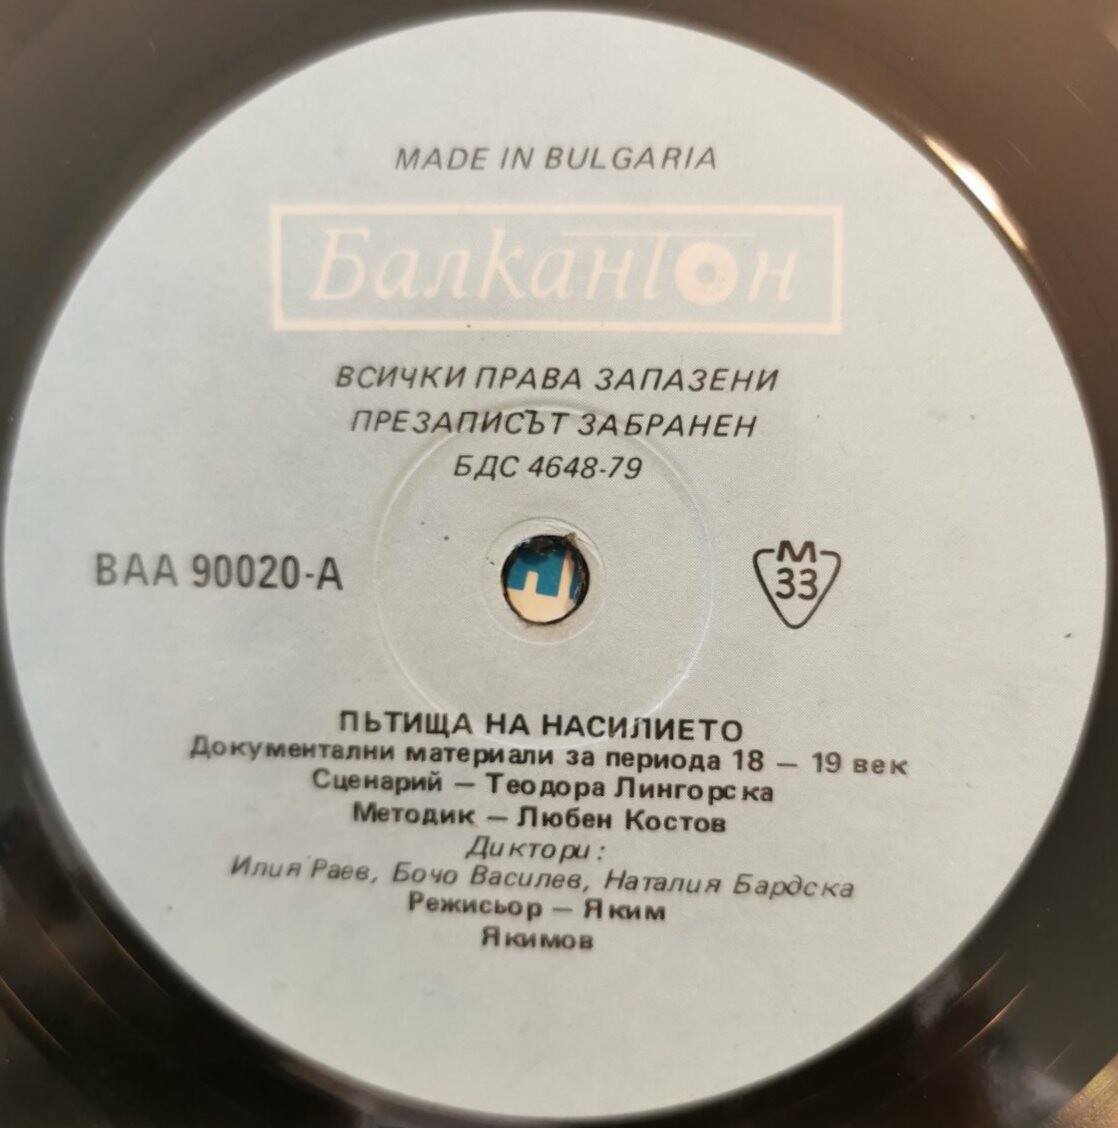 MADE IN BULGARIA
Балкантон
ВСИЧКИ ПРАВА ЗАПАЗЕНИ
ПРЕЗАПИСЪТ ЗАБРАНЕН
БДС 4648-79
ВАА 90020-А
М
33
ПЬТИЩА НА НАСИЛИЕТО
Документални материали за периода 18 — 19 век
Сценарий — Теодора Лингорска
Методик — Любен Костов
Диктори:
Илия Раев, Бочо Василев, Наталия Бардска
Режисьор — Яким
Якимов